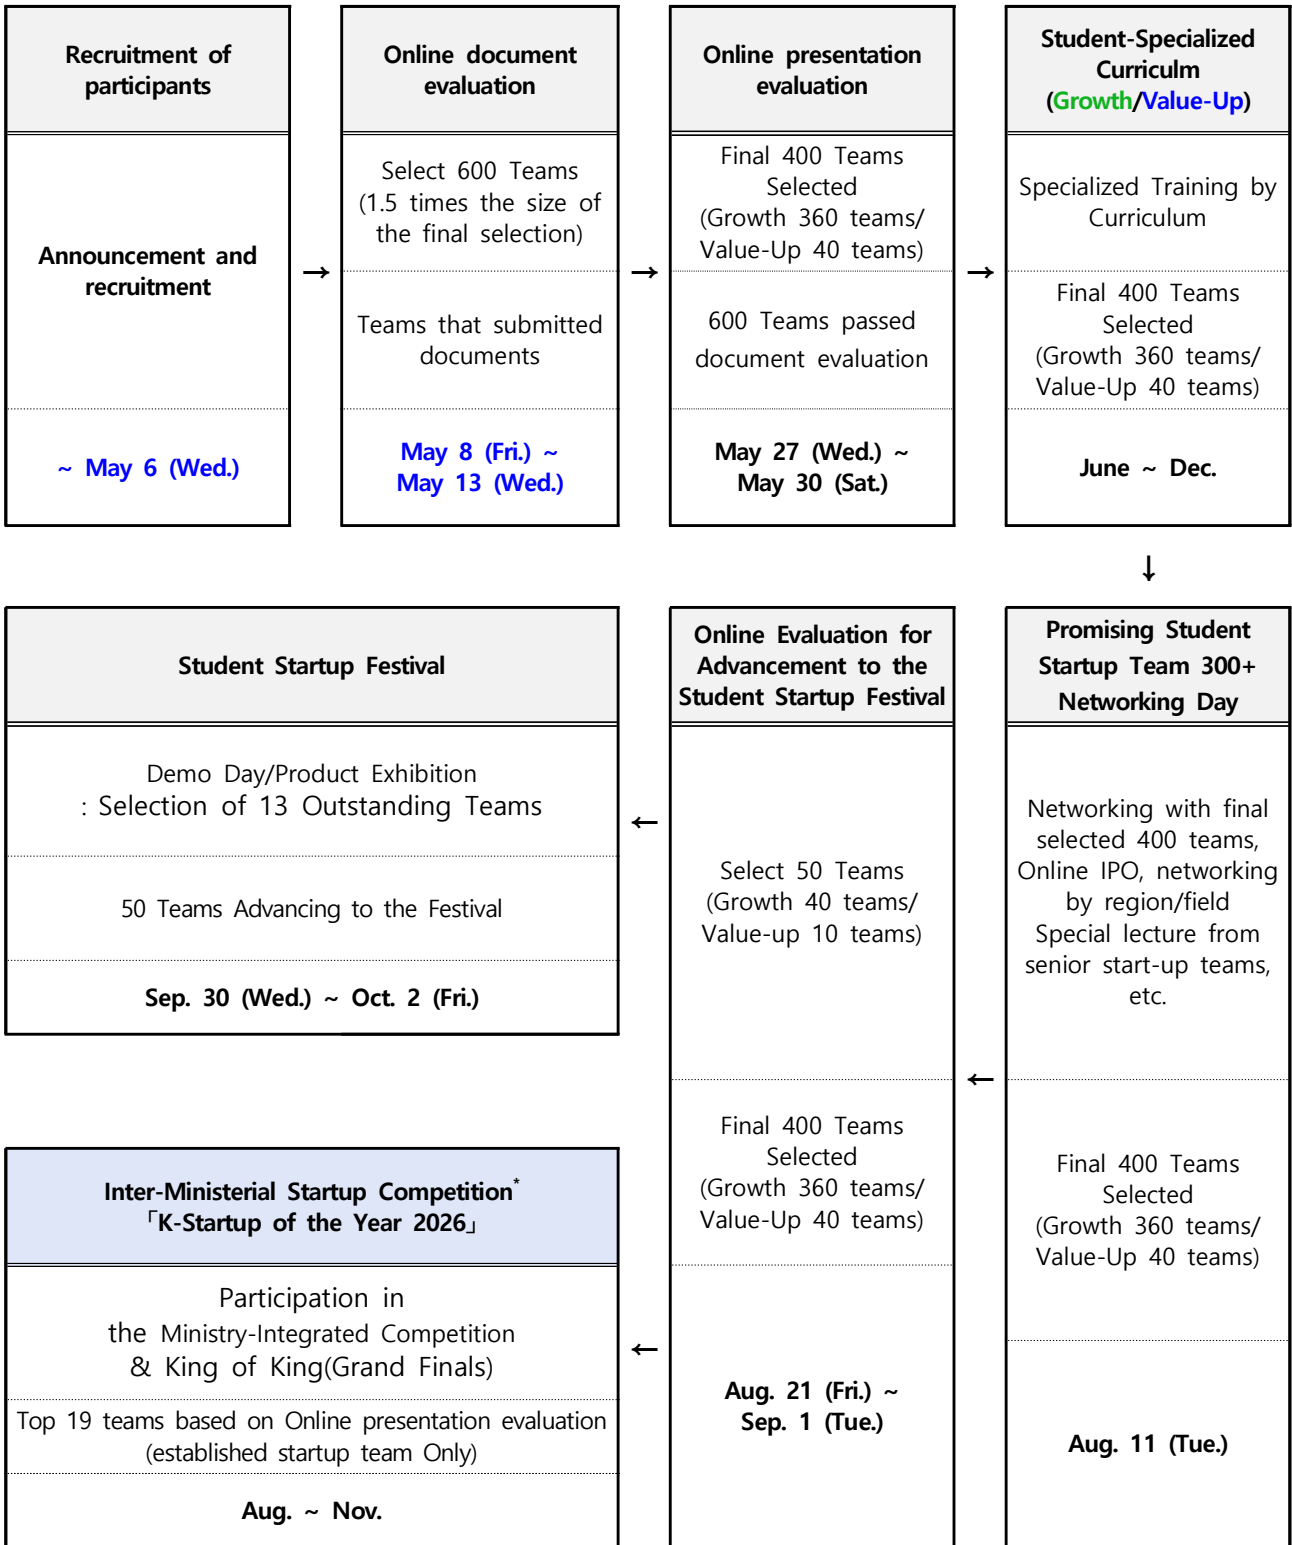 Recruitment of
participants
Announcement and
recruitment
~ May 6 (Wed.)
→
Online document
evaluation
Select 600 Teams
(1.5 times the size of
the final selection)
Teams that submitted
documents
May 8 (Fri.) ~
May 13 (Wed.)
→
Online presentation
evaluation
Final 400 Teams
Selected
(Growth 360 teams/
Value-Up 40 teams)
600 Teams passed
document evaluation
May 27 (Wed.) ~
May 30 (Sat.)
→
Student-Specialized
Curriculm
(Growth/Value-Up)
Specialized Training by
Curriculum
Final 400 Teams
Selected
(Growth 360 teams/
Value-Up 40 teams)
June ~ Dec.
↓
Promising Student
Startup Team 300+
Networking Day
Networking with final
selected 400 teams,
Online IPO, networking
by region/field
Special lecture from
senior start-up teams,
etc.
Final 400 Teams
Selected
(Growth 360 teams/
Value-Up 40 teams)
Aug. 11 (Tue.)
←
Online Evaluation for
Advancement to the
Student Startup Festival
Select 50 Teams
(Growth 40 teams/
Value-up 10 teams)
Final 400 Teams
Selected
(Growth 360 teams/
Value-Up 40 teams)
Aug. 21 (Fri.) ~
Sep. 1 (Tue.)
←
Student Startup Festival
Demo Day/Product Exhibition
: Selection of 13 Outstanding Teams
50 Teams Advancing to the Festival
Sep. 30 (Wed.) ~ Oct. 2 (Fri.)
←
Inter-Ministerial Startup Competition*
「K-Startup of the Year 2026」
Participation in
the Ministry-Integrated Competition
& King of King(Grand Finals)
Top 19 teams based on Online presentation evaluation
(established startup team Only)
Aug. ~ Nov.